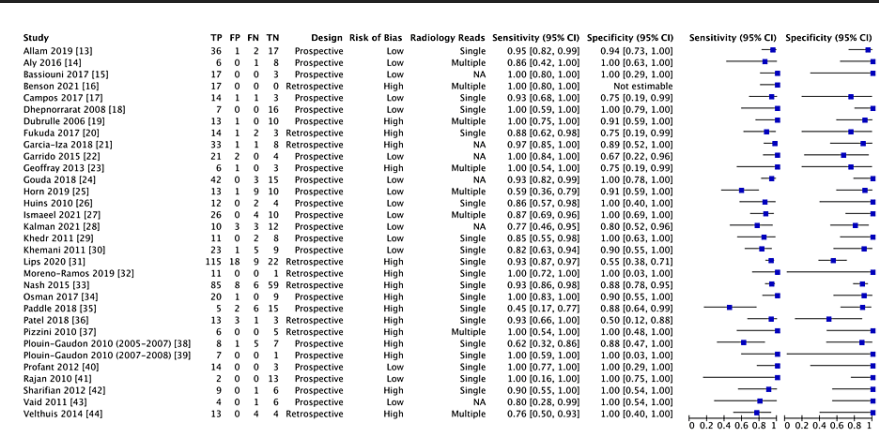 Study TP FP FN TN Design Risk of Bias Radiology Reads Sensitivity (95% CI) Specificity (95% CI) Sensitivity (95% CI) Specificity (95% CI)
Allam 2019 [13] 36 1 2 17 Prospective Low Single 0.95 [0.82, 0.99] 0.94 [0.73, 1.00]
Aly 2016 [14] 6 0 1 8 Prospective Low Multiple 0.86 [0.42, 1.00] 1.00 [0.63, 1.00]
Bassiouni 2017 [15] 17 0 0 3 Prospective Low NA 1.00 [0.80, 1.00] 1.00 [0.29, 1.00]
Benson 2021 [16] 17 0 0 0 Retrospective High Multiple 1.00 [0.80, 1.00] Not estimable
Campos 2017 [17] 14 1 1 3 Prospective Low Single 0.93 [0.68, 1.00] 0.75 [0.19, 0.99]
Dhepnorrarat 2008 [18] 7 0 0 16 Prospective Low Single 1.00 [0.59, 1.00] 1.00 [0.79, 1.00]
Dubrulle 2006 [19] 13 1 0 10 Prospective High Multiple 1.00 [0.75, 1.00] 0.91 [0.59, 1.00]
Fukuda 2017 [20] 14 1 2 3 Retrospective High Single 0.88 [0.62, 0.98] 0.75 [0.19, 0.99]
Garcia-Iza 2018 [21] 33 1 1 8 Retrospective High NA 0.97 [0.85, 1.00] 0.89 [0.52, 1.00]
Garrido 2015 [22] 21 2 0 4 Prospective Low NA 1.00 [0.84, 1.00] 0.67 [0.22, 0.96]
Geoffray 2013 [23] 6 1 0 3 Prospective High Multiple 1.00 [0.54, 1.00] 0.75 [0.19, 0.99]
Gouda 2018 [24] 42 0 3 15 Prospective Low NA 0.93 [0.82, 0.99] 1.00 [0.78, 1.00]
Horn 2019 [25] 13 1 9 10 Prospective Low Multiple 0.59 [0.36, 0.79] 0.91 [0.59, 1.00]
Huins 2010 [26] 12 0 2 4 Prospective Low Single 0.86 [0.57, 0.98] 1.00 [0.40, 1.00]
Ismaeel 2021 [27] 26 0 4 10 Prospective Low Multiple 0.87 [0.69, 0.96] 1.00 [0.69, 1.00]
Kalman 2021 [28] 10 3 3 12 Prospective Low NA 0.77 [0.46, 0.95] 0.80 [0.52, 0.96]
Khedr 2011 [29] 11 0 2 8 Prospective Low Single 0.85 [0.55, 0.98] 1.00 [0.63, 1.00]
Khemani 2011 [30] 23 1 5 9 Prospective Low Single 0.82 [0.63, 0.94] 0.90 [0.55, 1.00]
Lips 2020 [31] 115 18 9 22 Retrospective High Single 0.93 [0.87, 0.97] 0.55 [0.38, 0.71]
Moreno-Ramos 2019 [32] 11 0 0 1 Retrospective High Single 1.00 [0.72, 1.00] 1.00 [0.03, 1.00]
Nash 2015 [33] 85 8 6 59 Retrospective High Single 0.93 [0.86, 0.98] 0.88 [0.78, 0.95]
Osman 2017 [34] 20 1 0 9 Prospective Low Single 1.00 [0.83, 1.00] 0.90 [0.55, 1.00]
Paddle 2018 [35] 5 2 6 15 Prospective High Single 0.45 [0.17, 0.77] 0.88 [0.64, 0.99]
Patel 2018 [36] 13 3 1 3 Retrospective High Single 0.93 [0.66, 1.00] 0.50 [0.12, 0.88]
Pizzini 2010 [37] 6 0 0 5 Retrospective High Multiple 1.00 [0.54, 1.00] 1.00 [0.48, 1.00]
Plouin-Gaudon 2010 (2005-2007) [38] 8 1 5 7 Prospective High Single 0.62 [0.32, 0.86] 0.88 [0.47, 1.00]
Plouin-Gaudon 2010 (2007-2008) [39] 7 0 0 1 Prospective High Single 1.00 [0.59, 1.00] 1.00 [0.03, 1.00]
Profant 2012 [40] 14 0 0 3 Prospective Low Single 1.00 [0.77, 1.00] 1.00 [0.29, 1.00]
Rajan 2010 [41] 2 0 0 13 Prospective Low Single 1.00 [0.16, 1.00] 1.00 [0.75, 1.00]
Sharifian 2012 [42] 9 0 1 6 Prospective High Single 0.90 [0.55, 1.00] 1.00 [0.54, 1.00]
Vaid 2011 [43] 4 0 1 6 Prospective Low NA 0.80 [0.28, 0.99] 1.00 [0.54, 1.00]
Velthuis 2014 [44] 13 0 4 4 Retrospective High Multiple 0.76 [0.50, 0.93] 1.00 [0.40, 1.00]
0 0.2 0.4 0.6 0.8 1 0 0.2 0.4 0.6 0.8 1